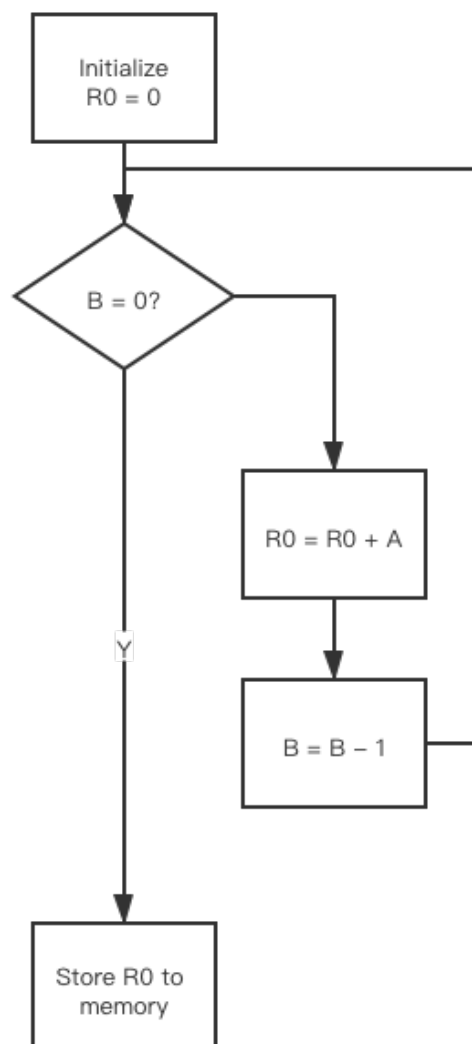 Initialize
R0 = 0
B = 0?
R0 = R0 + A
Y
B = B – 1
Store R0 to
memory